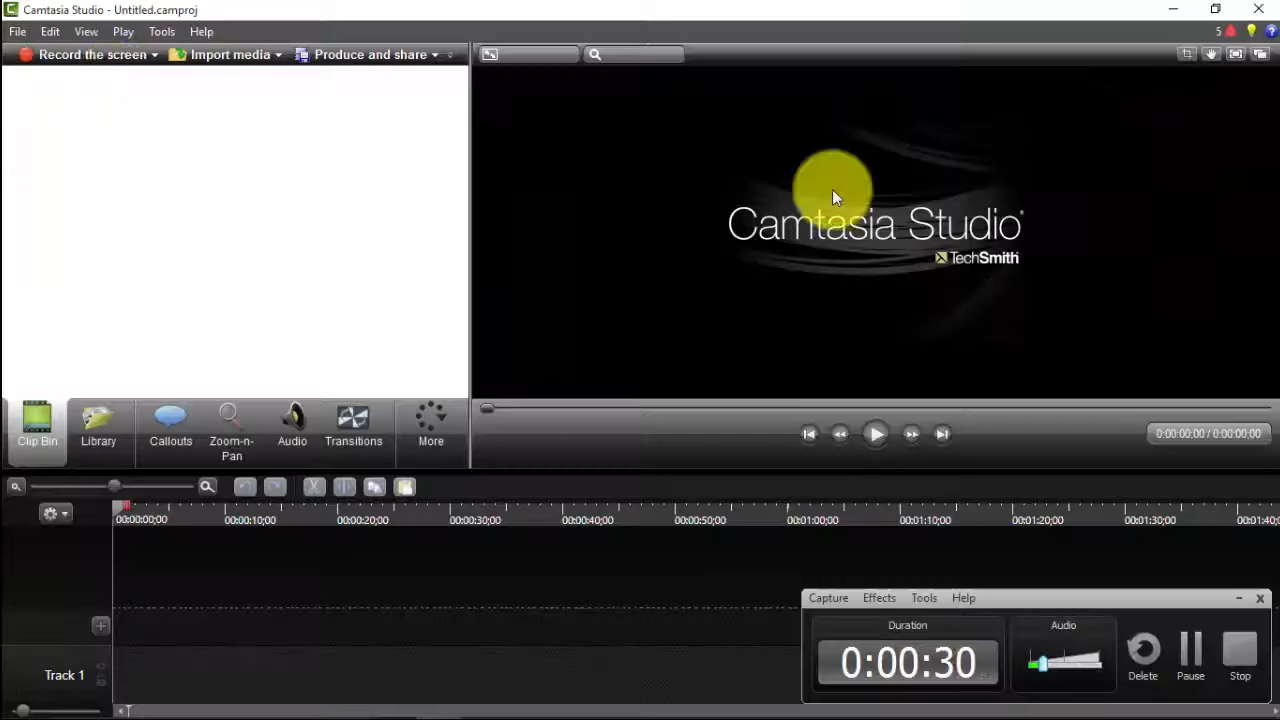 Camtasia Studio - Untitled.camproj
File Edit View Play Tools Help
5
Record the screen Import media Produce and share
Camtasia Studio®
TechSmith
Clip Bin Library Callouts Zoom-n-Pan Audio Transitions More
0:00:00;00 / 0:00:00;00
00:00:00;00 00:00:10;00 00:00:20;00 00:00:30;00 00:00:40;00 00:00:50;00 00:01:00;00 00:01:10;00 00:01:20;00 00:01:30;00 00:01:40;
Capture Effects Tools Help
Duration Audio
0:00:30
Delete Pause Stop
Track 1